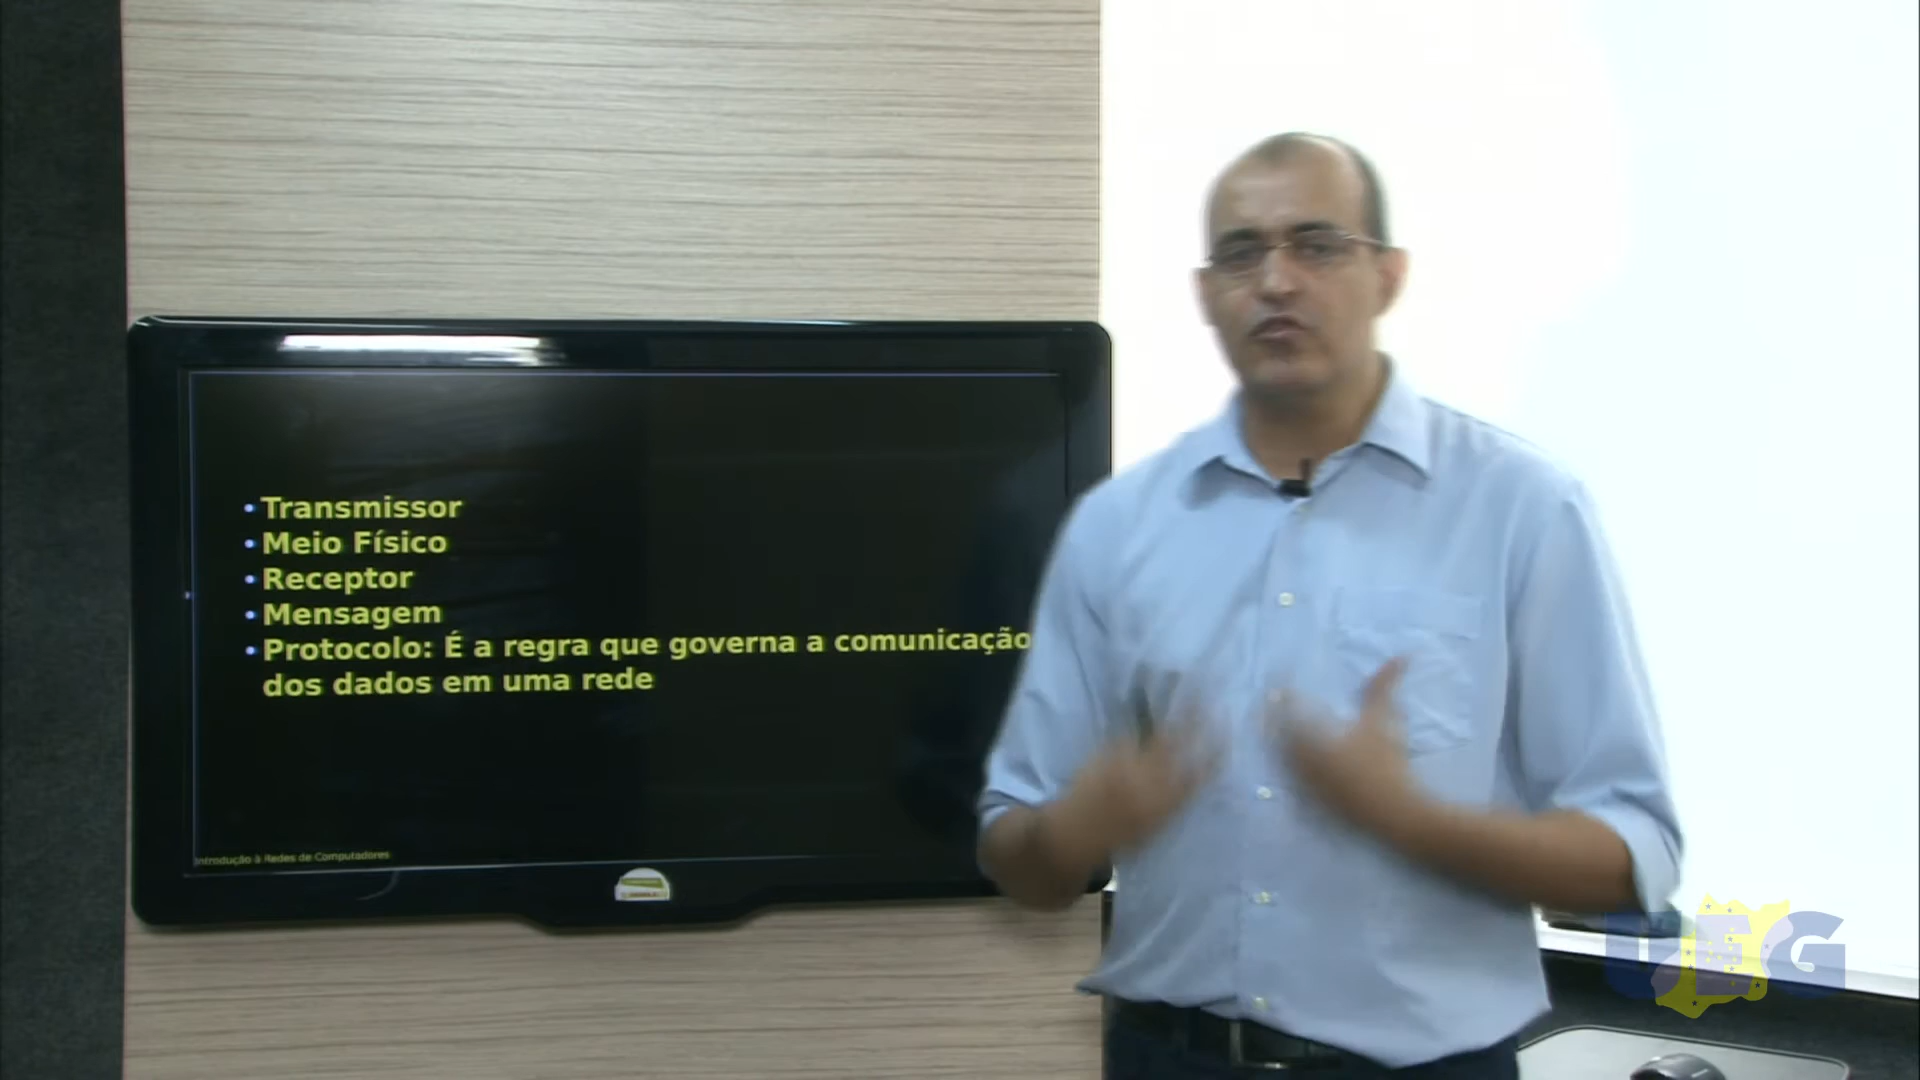 • Transmissor
• Meio Físico
• Receptor
• Mensagem
• Protocolo: É a regra que governa a comunicação
dos dados em uma rede
Introdução à Redes de Computadores
UEG